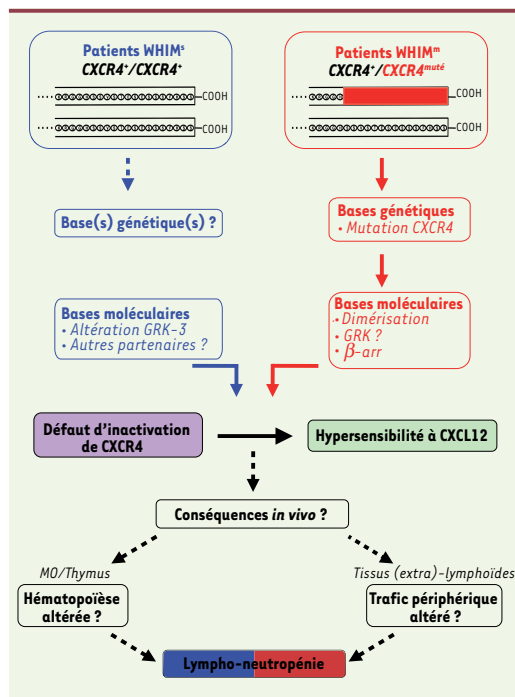 Patients WHIMs
CXCR4+/CXCR4+
COOH
COOH
Patients WHIMm
CXCR4+/CXCR4muté
COOH
COOH
Base(s) génétique(s) ?
Bases génétiques
• Mutation CXCR4
Bases moléculaires
• Altération GRK-3
• Autres partenaires ?
Bases moléculaires
• Dimérisation
• GRK ?
• β-arr
Défaut d'inactivation
de CXCR4
Hypersensibilité à CXCL12
Conséquences in vivo ?
MO/Thymus
Hématopoïèse
altérée ?
Tissus (extra)-lymphoïdes
Trafic périphérique
altéré ?
Lympho-neutropénie